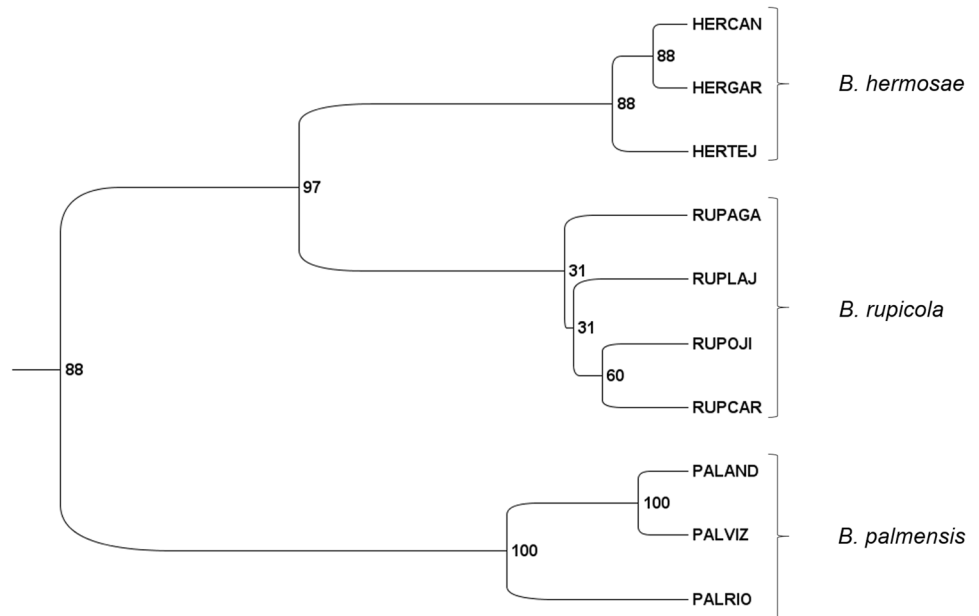 HERCAN
88
HERGAR
B. hermosae
88
HERTEJ
97
RUPAGA
31
RUPLAJ
B. rupicola
31
RUPOJI
60
RUPCAR
88
PALAND
100
PALVIZ
B. palmensis
100
PALRIO